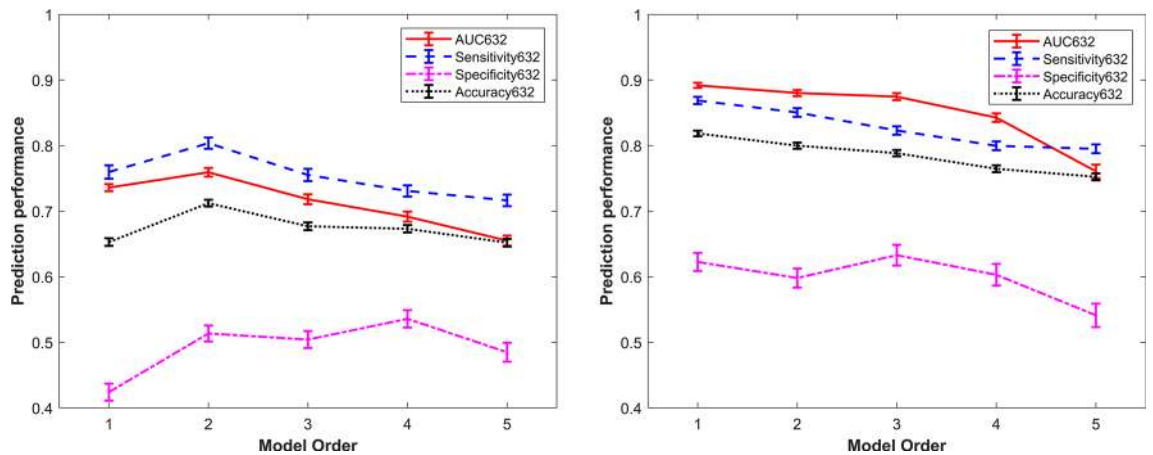 1
0.9
0.8
0.7
0.6
0.5
0.4
Prediction performance
1 2 3 4 5
Model Order
AUC632
Sensitivity632
Specificity632
Accuracy632
1
0.9
0.8
0.7
0.6
0.5
0.4
Prediction performance
1 2 3 4 5
Model Order
AUC632
Sensitivity632
Specificity632
Accuracy632